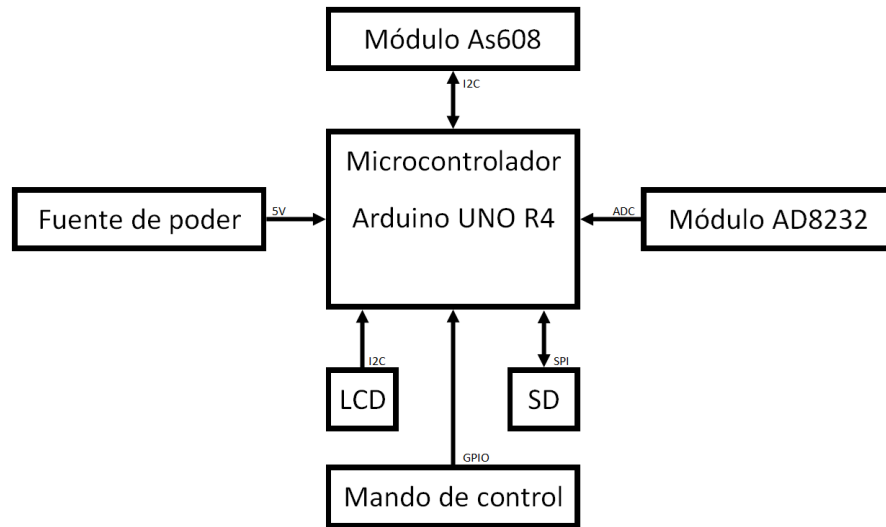 Módulo As608
I2C
Microcontrolador
Arduino UNO R4
Fuente de poder
5V
ADC
Módulo AD8232
I2C
SPI
LCD
SD
GPIO
Mando de control